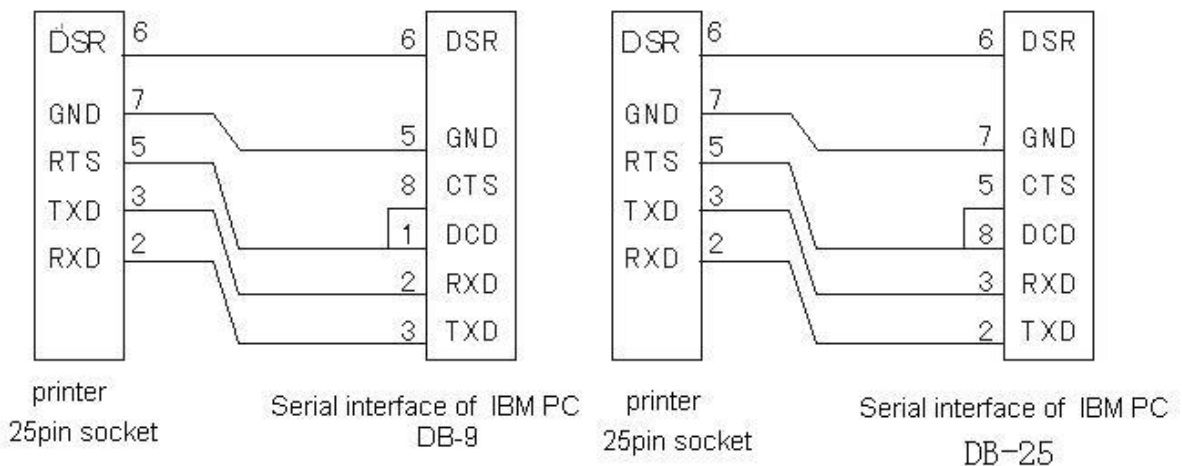 DSR 6 6 DSR
GND 7 5 GND
RTS 5 8 CTS
TXD 3 1 DCD
RXD 2 2 RXD
3 TXD
printer
25pin socket
Serial interface of IBM PC
DB-9
DSR 6 6 DSR
GND 7 7 GND
RTS 5 5 CTS
TXD 3 8 DCD
RXD 2 3 RXD
2 TXD
printer
25pin socket
Serial interface of IBM PC
DB-25